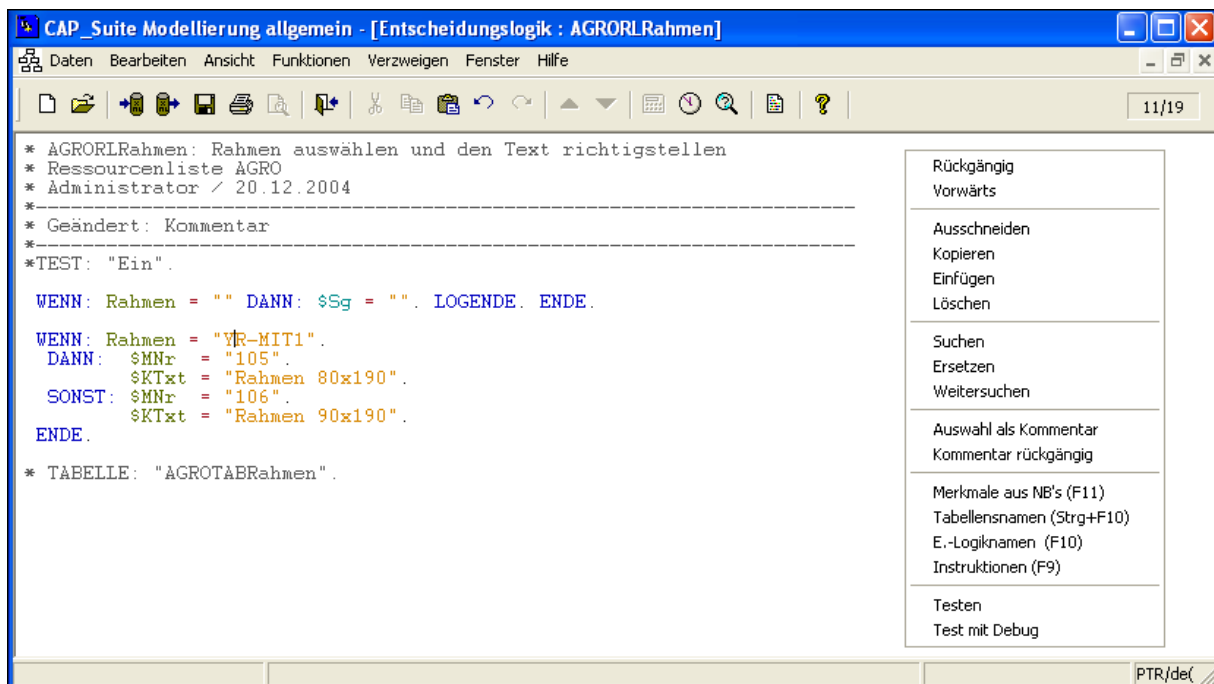 CAP_Suite Modellierung allgemein - [Entscheidungslogik : AGRORLRahmen]
Daten Bearbeiten Ansicht Funktionen Verzweigen Fenster Hilfe
11/19
* AGRORLRahmen: Rahmen auswählen und den Text richtigstellen
* Ressourcenliste AGRO
* Administrator / 20.12.2004
*--------------------------------------------------------------------
* Geändert: Kommentar
*--------------------------------------------------------------------
*TEST: "Ein".
WENN: Rahmen = "" DANN: $Sg = "". LOGENDE. ENDE.
WENN: Rahmen = "YR-MIT1".
DANN: $MNr = "105".
$KTxt = "Rahmen 80x190".
SONST: $MNr = "106".
$KTxt = "Rahmen 90x190".
ENDE.
* TABELLE: "AGROTABRahmen".
Rückgängig
Vorwärts
Ausschneiden
Kopieren
Einfügen
Löschen
Suchen
Ersetzen
Weitersuchen
Auswahl als Kommentar
Kommentar rückgängig
Merkmale aus NB's (F11)
Tabellensnamen (Strg+F10)
E.-Logiknamen (F10)
Instruktionen (F9)
Testen
Test mit Debug
PTR/de(